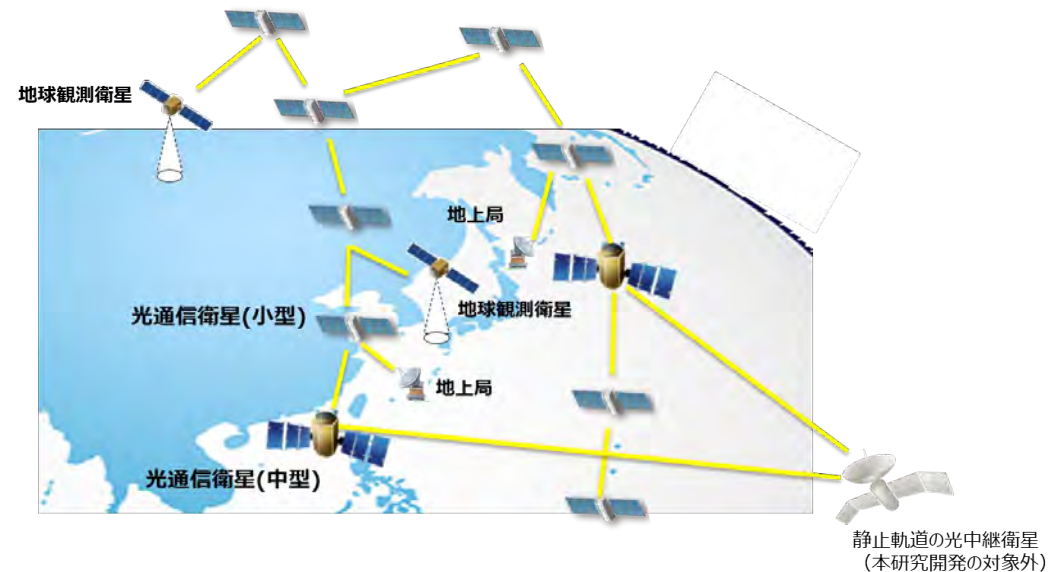 地球観測衛星
地上局
地球観測衛星
光通信衛星(小型)
地上局
光通信衛星(中型)
静止軌道の光中継衛星
（本研究開発の対象外）